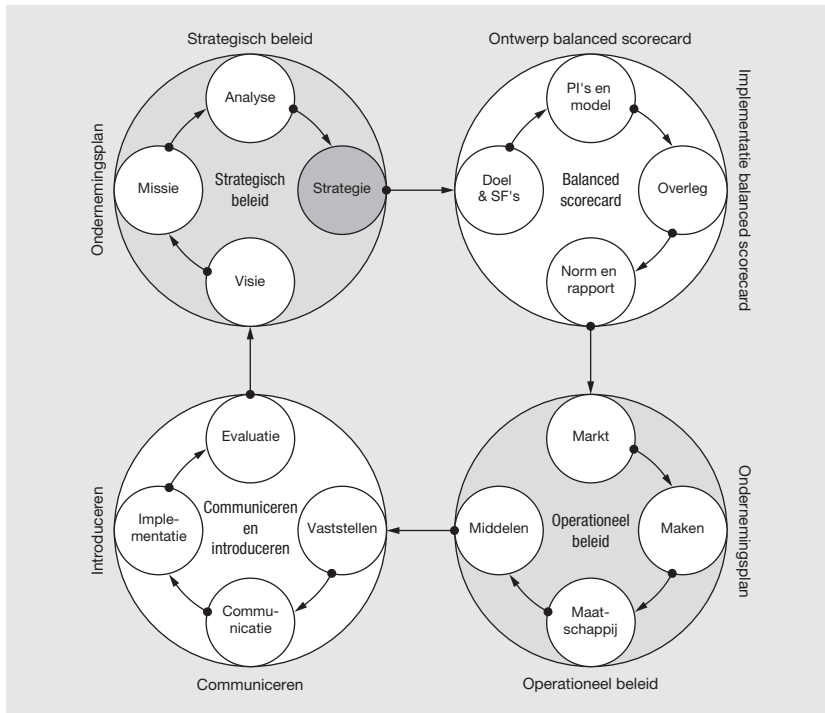 Strategisch beleid
Ondernemingsplan
Analyse
Missie
Strategisch
beleid
Strategie
Visie
Ontwerp balanced scorecard
Implementatie balanced scorecard
PI's en
model
Doel
& SF's
Balanced
scorecard
Overleg
Norm en
rapport
Introduceren
Evaluatie
Imple-
mentatie
Communiceren
en
introduceren
Vaststellen
Commu-
nicatie
Communiceren
Markt
Middelen
Operationeel
beleid
Maken
Maat-
schappij
Ondernemingsplan
Operationeel beleid